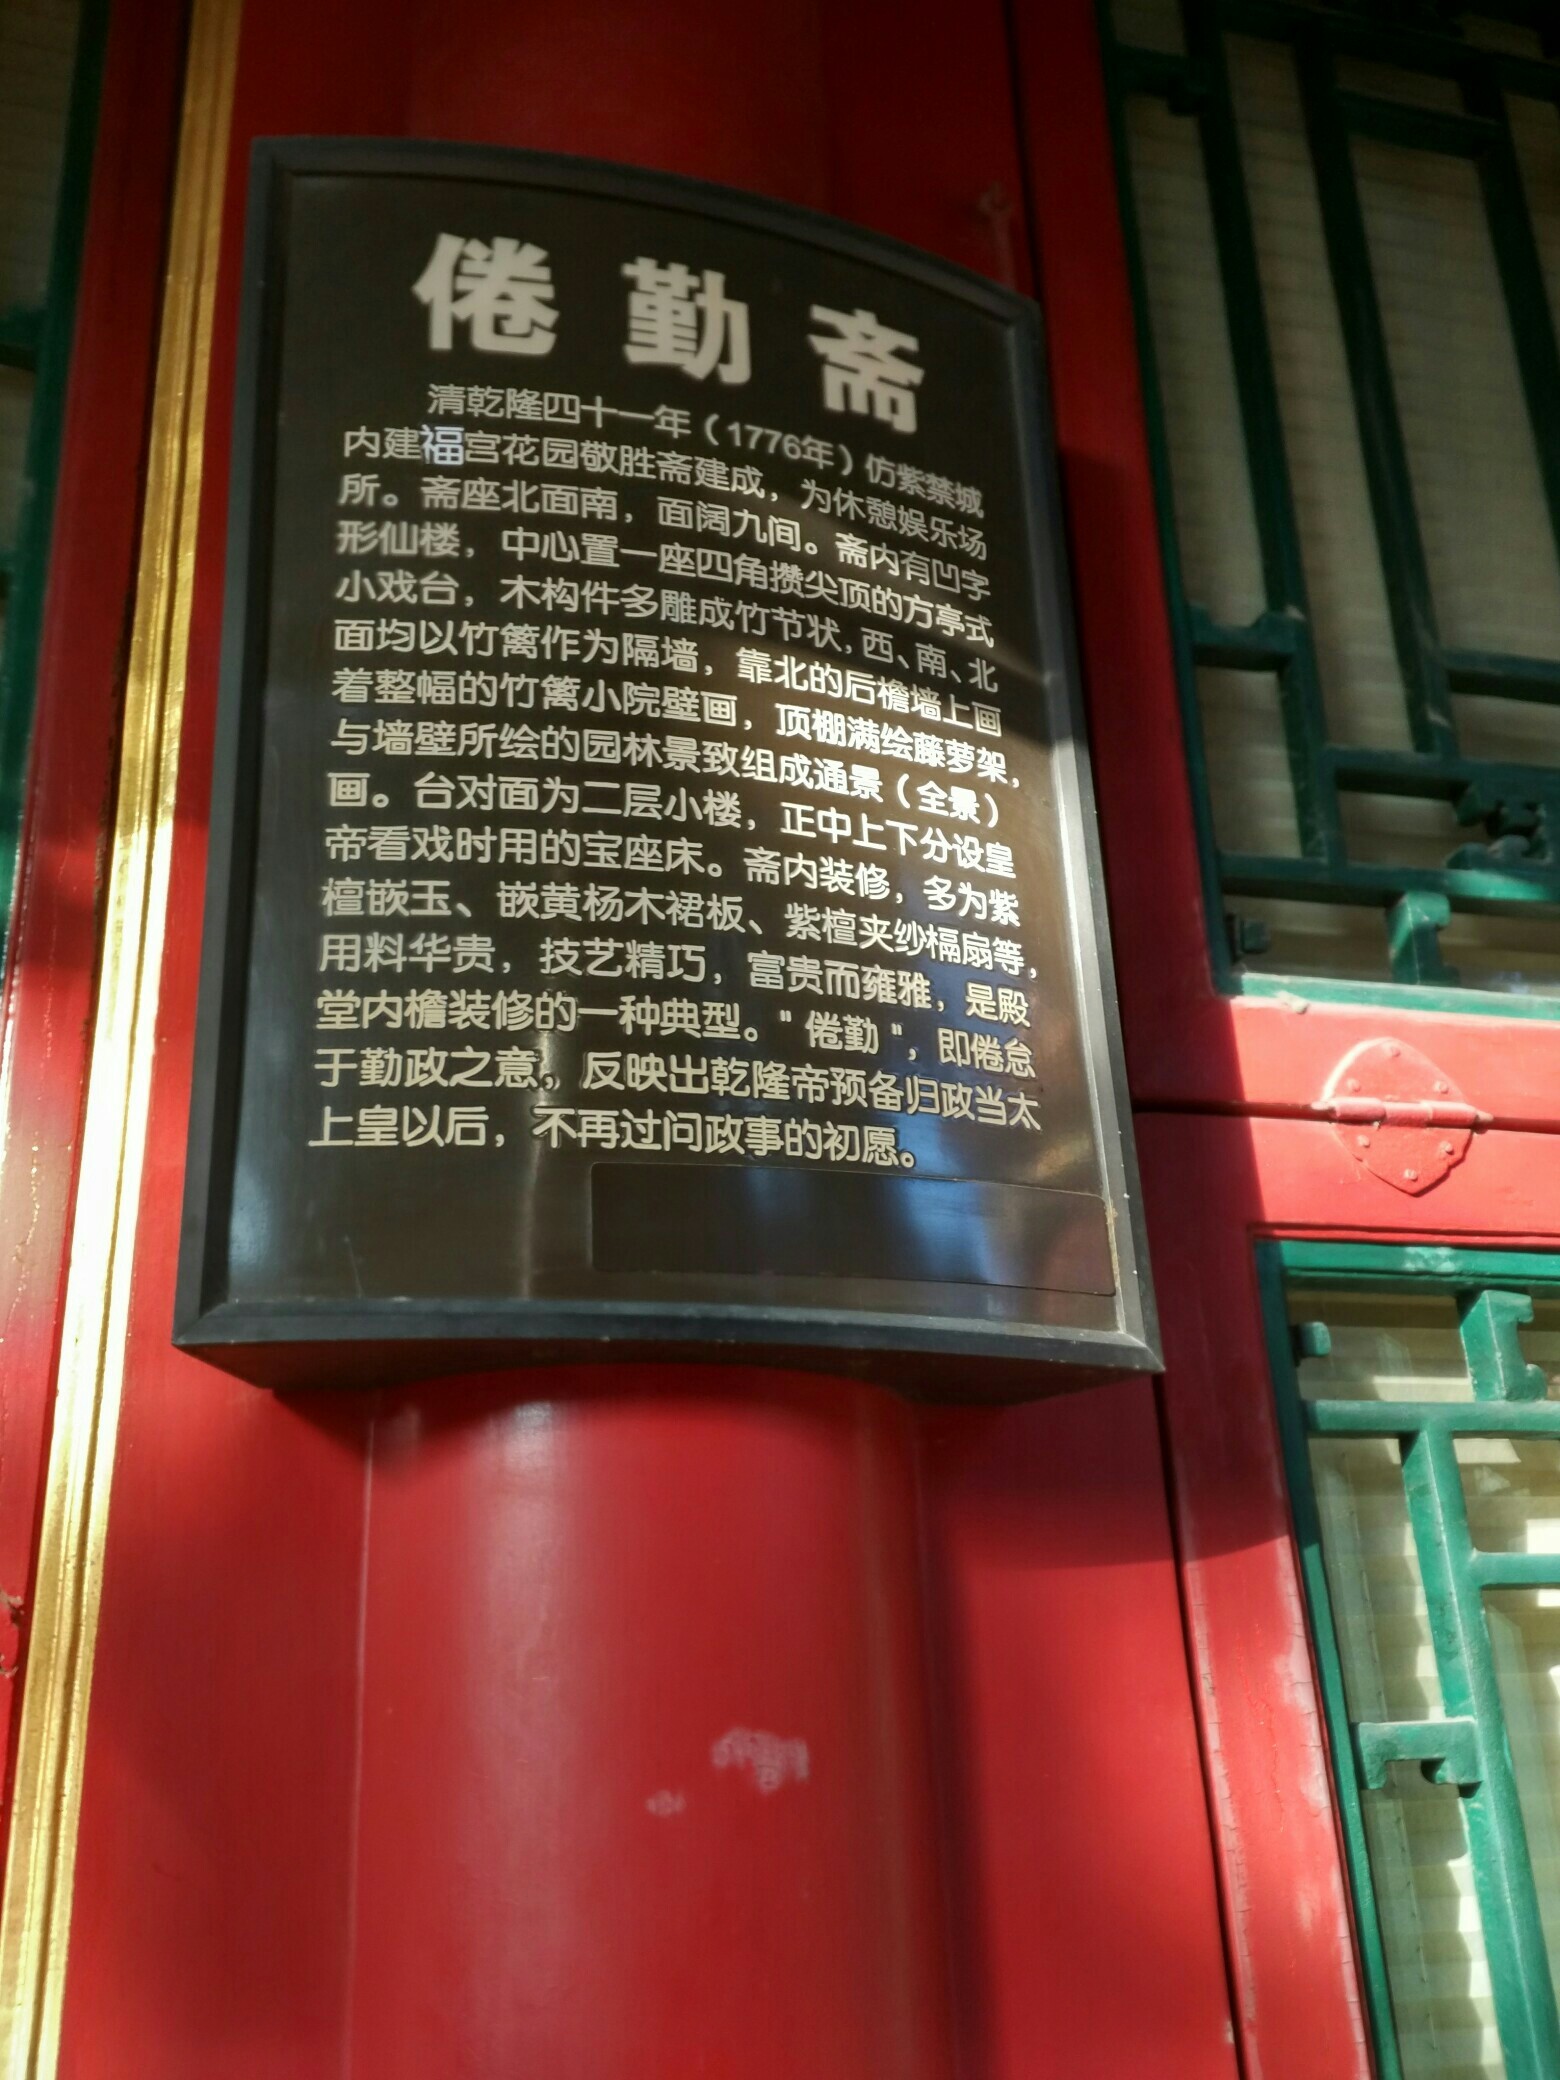 倦勤斋
清乾隆四十一年（1776年）仿紫禁城
内建福宫花园敬胜斋建成，为休憩娱乐场
所。斋座北面南，面阔九间。斋内有凹字
形仙楼，中心置一座四角攒尖顶的方亭式
小戏台，木构件多雕成竹节状，西、南、北
面均以竹篱作为隔墙，靠北的后檐墙上画
着整幅的竹篱小院壁画，顶棚满绘藤萝架，
与墙壁所绘的园林景致组成通景（全景）
画。台对面为二层小楼，正中上下分设皇
帝看戏时用的宝座床。斋内装修，多为紫
檀嵌玉、嵌黄杨木裙板、紫檀夹纱槅扇等，
用料华贵，技艺精巧，富贵而雍雅，是殿
堂内檐装修的一种典型。"倦勤"，即倦怠
于勤政之意。反映出乾隆帝预备归政当太
上皇以后，不再过问政事的初愿。